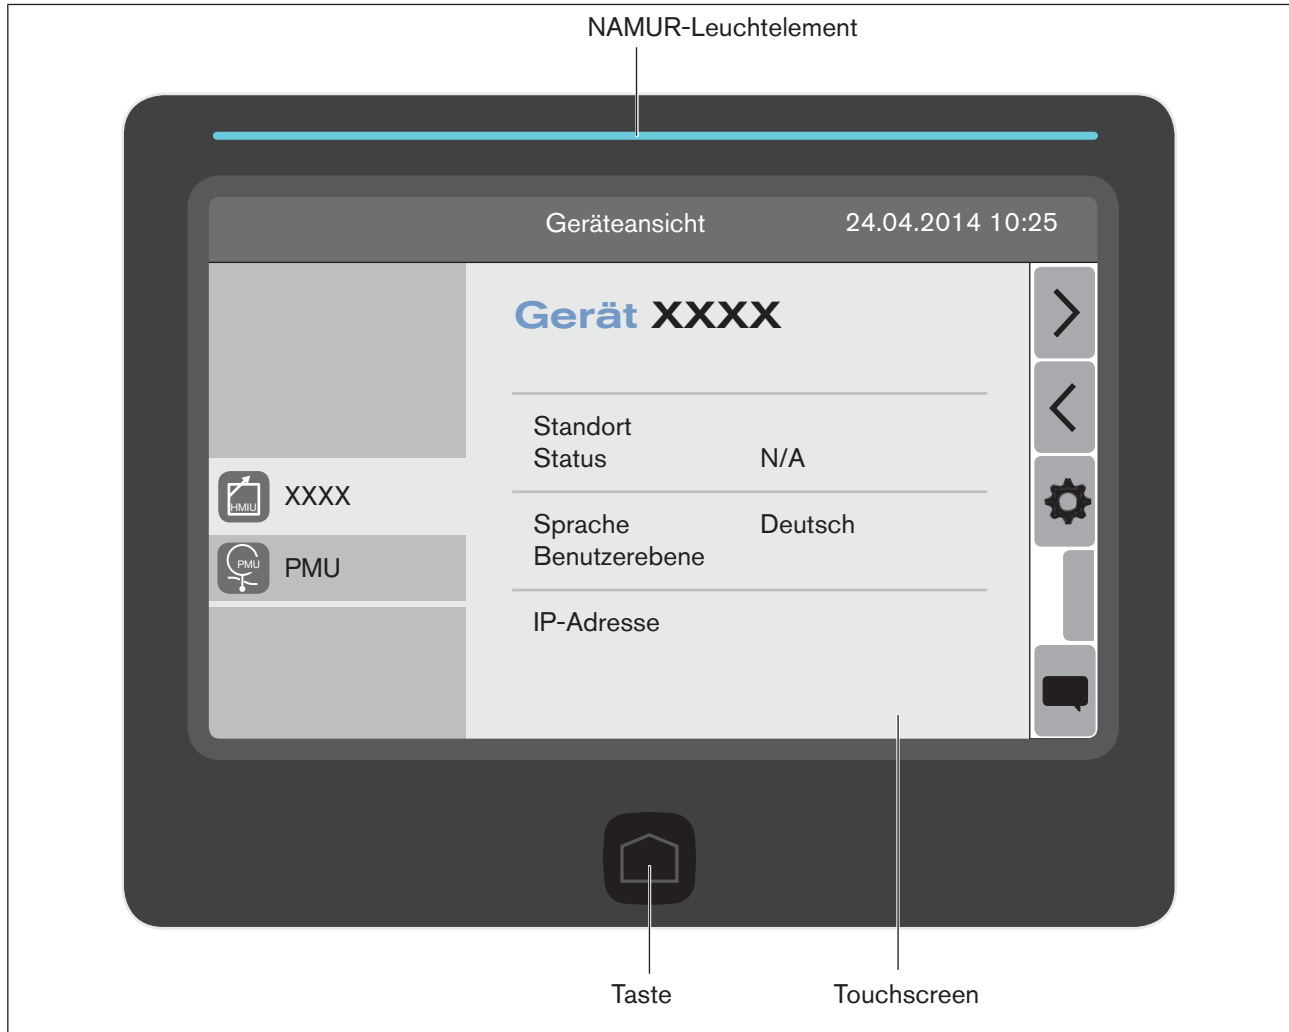 NAMUR-Leuchtelement
Geräteansicht 24.04.2014 10:25
Gerät XXXX
Standort
Status N/A
HMIU XXXX
Sprache Deutsch
Benutzerebene
PMU PMU
IP-Adresse
Taste Touchscreen